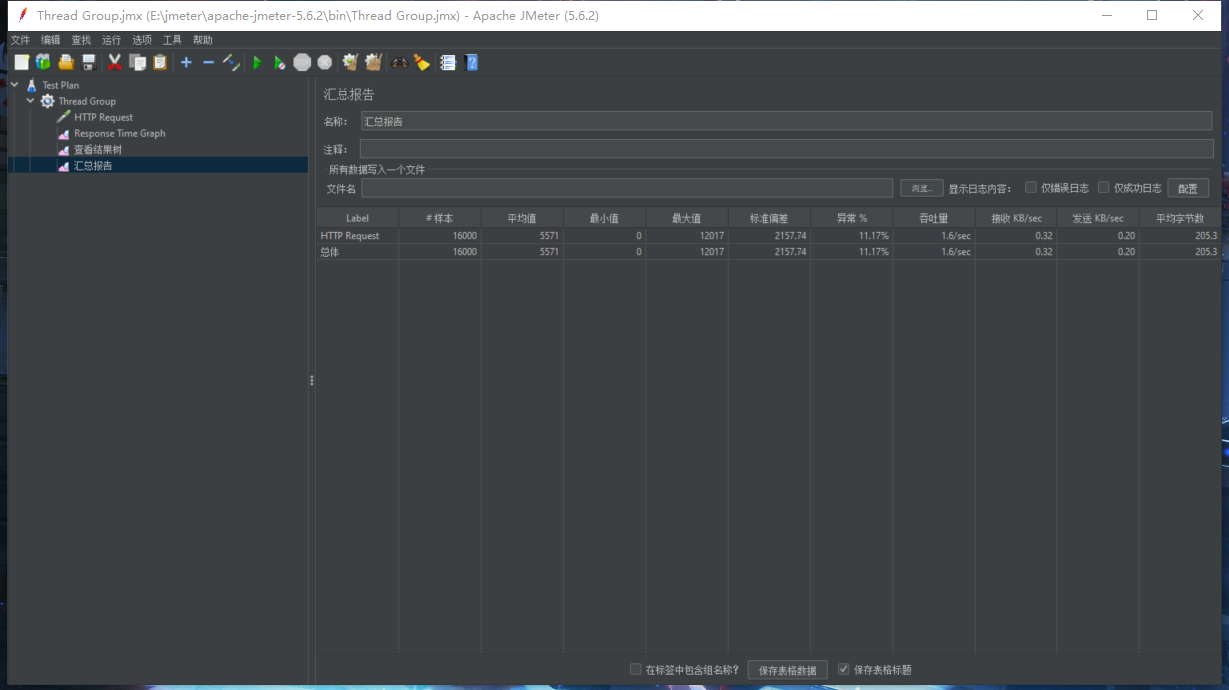 Thread Group.jmx (E:\jmeter\apache-jmeter-5.6.2\bin\Thread Group.jmx) - Apache JMeter (5.6.2)
文件 编辑 查找 运行 选项 工具 帮助
Test Plan
Thread Group
HTTP Request
Response Time Graph
查看结果树
汇总报告
汇总报告
名称: 汇总报告
注释:
所有数据写入一个文件
文件名 浏览... 显示日志内容: 仅错误日志 仅成功日志 配置
Label # 样本 平均值 最小值 最大值 标准偏差 异常 % 吞吐量 接收 KB/sec 发送 KB/sec 平均字节数
HTTP Request 16000 5571 0 12017 2157.74 11.17% 1.6/sec 0.32 0.20 205.3
总体 16000 5571 0 12017 2157.74 11.17% 1.6/sec 0.32 0.20 205.3
在标签中包含组名称? 保存表格数据 保存表格标题